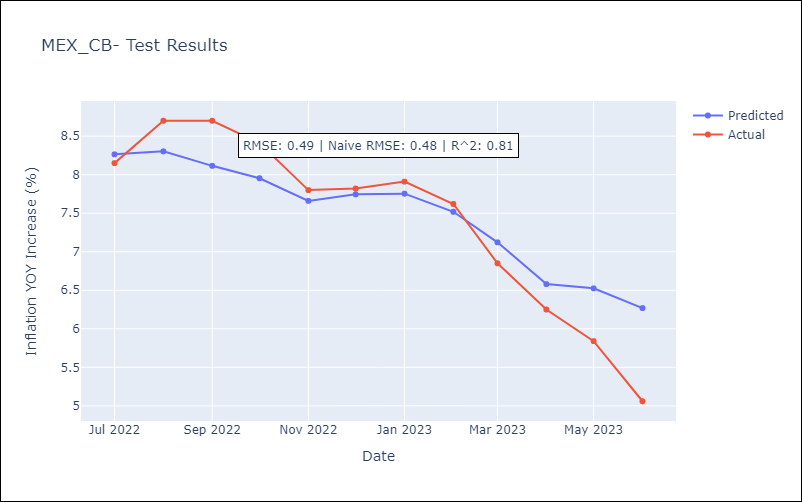 MEX_CB- Test Results
Predicted
Actual
RMSE: 0.49 | Naive RMSE: 0.48 | R^2: 0.81
Inflation YOY Increase (%)
8.5
8
7.5
7
6.5
6
5.5
5
Jul 2022 Sep 2022 Nov 2022 Jan 2023 Mar 2023 May 2023
Date